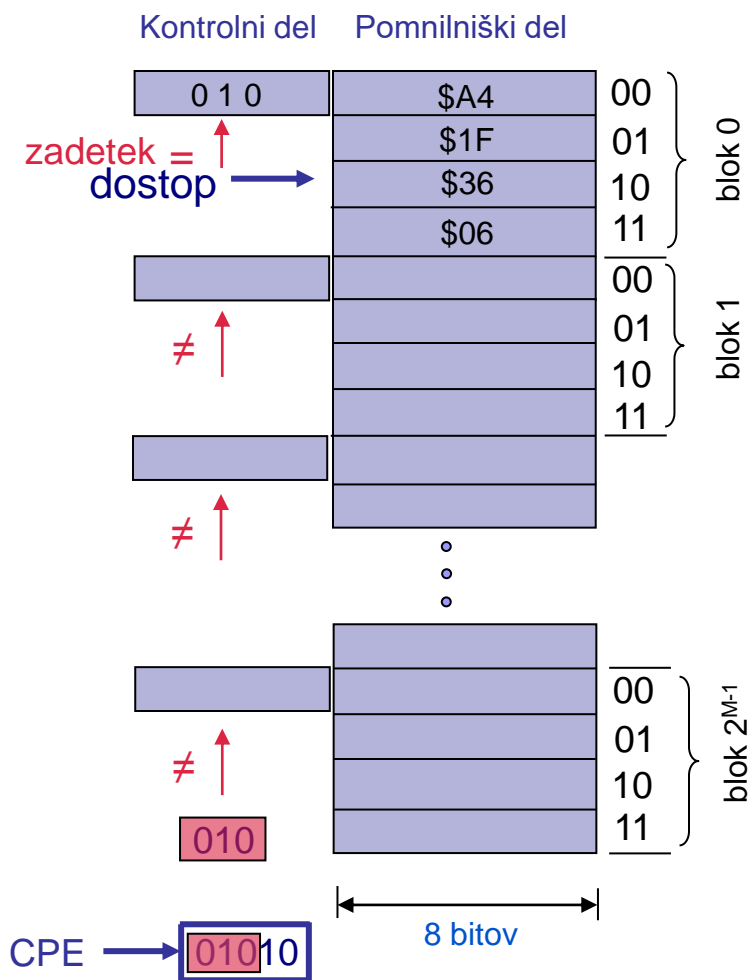 Kontrolni del Pomnilniški del
0 1 0 $A4 00
zadetek = $1F 01
dostop $36 10
$06 11
blok 0
00
≠ 01
10
11
blok 1
≠
00
≠ 01
10
010 11
blok 2^M-1
8 bitov
CPE 01010